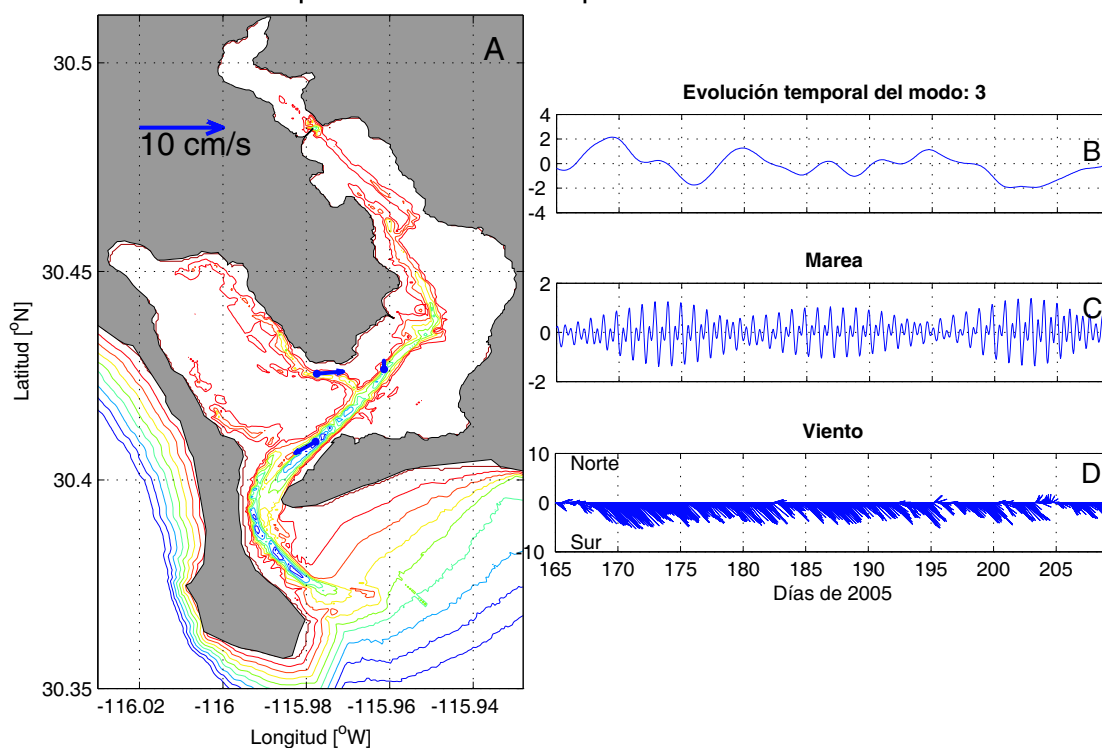 A
30.5
10 cm/s
30.45
Latitud [°N]
30.4
30.35
-116.02 -116 -115.98 -115.96 -115.94
Longitud [°W]
Evolución temporal del modo: 3
4
2
0
-2
-4
B
Marea
2
0
-2
C
Viento
10
0
-10
Norte
Sur
D
165 170 175 180 185 190 195 200 205
Días de 2005